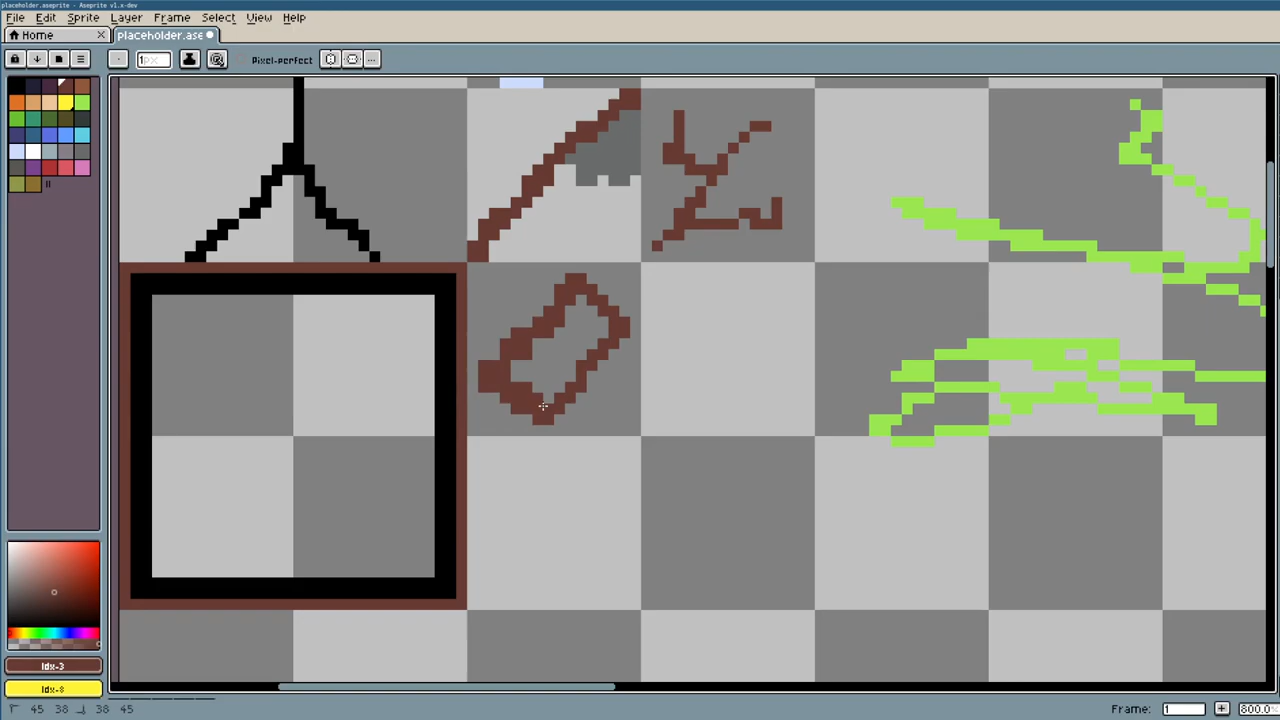 placeholder.aseprite - Aseprite v1.x-dev
File Edit Sprite Layer Frame Select View Help
Home placeholder.ase
1px Pixel-perfect
Idx-3
Idx-8
45 38 38 45 Frame: 1 800.0